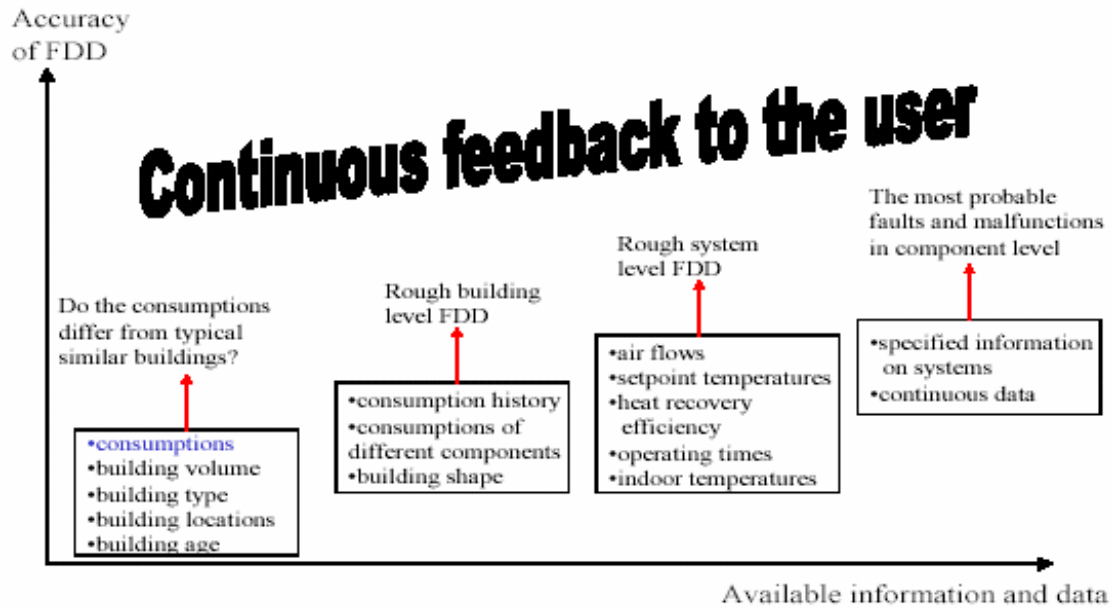 Accuracy
of FDD
Continuous feedback to the user
Do the consumptions
differ from typical
similar buildings?
•consumptions
•building volume
•building type
•building locations
•building age
Rough building
level FDD
•consumption history
•consumptions of
different components
•building shape
Rough system
level FDD
•air flows
•setpoint temperatures
•heat recovery
efficiency
•operating times
•indoor temperatures
The most probable
faults and malfunctions
in component level
•specified information
on systems
•continuous data
Available information and data